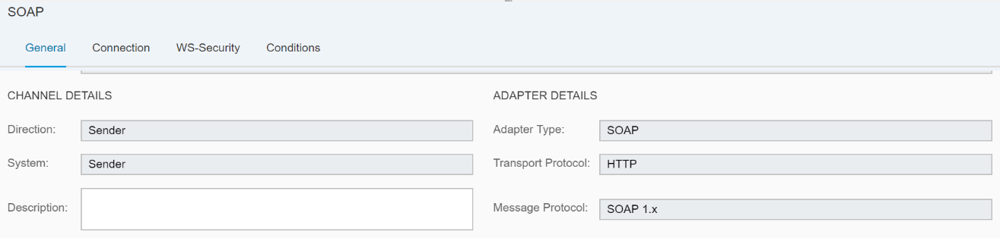 SOAP
General Connection WS-Security Conditions
CHANNEL DETAILS
ADAPTER DETAILS
Direction: Sender
Adapter Type: SOAP
System: Sender
Transport Protocol: HTTP
Description:
Message Protocol: SOAP 1.x